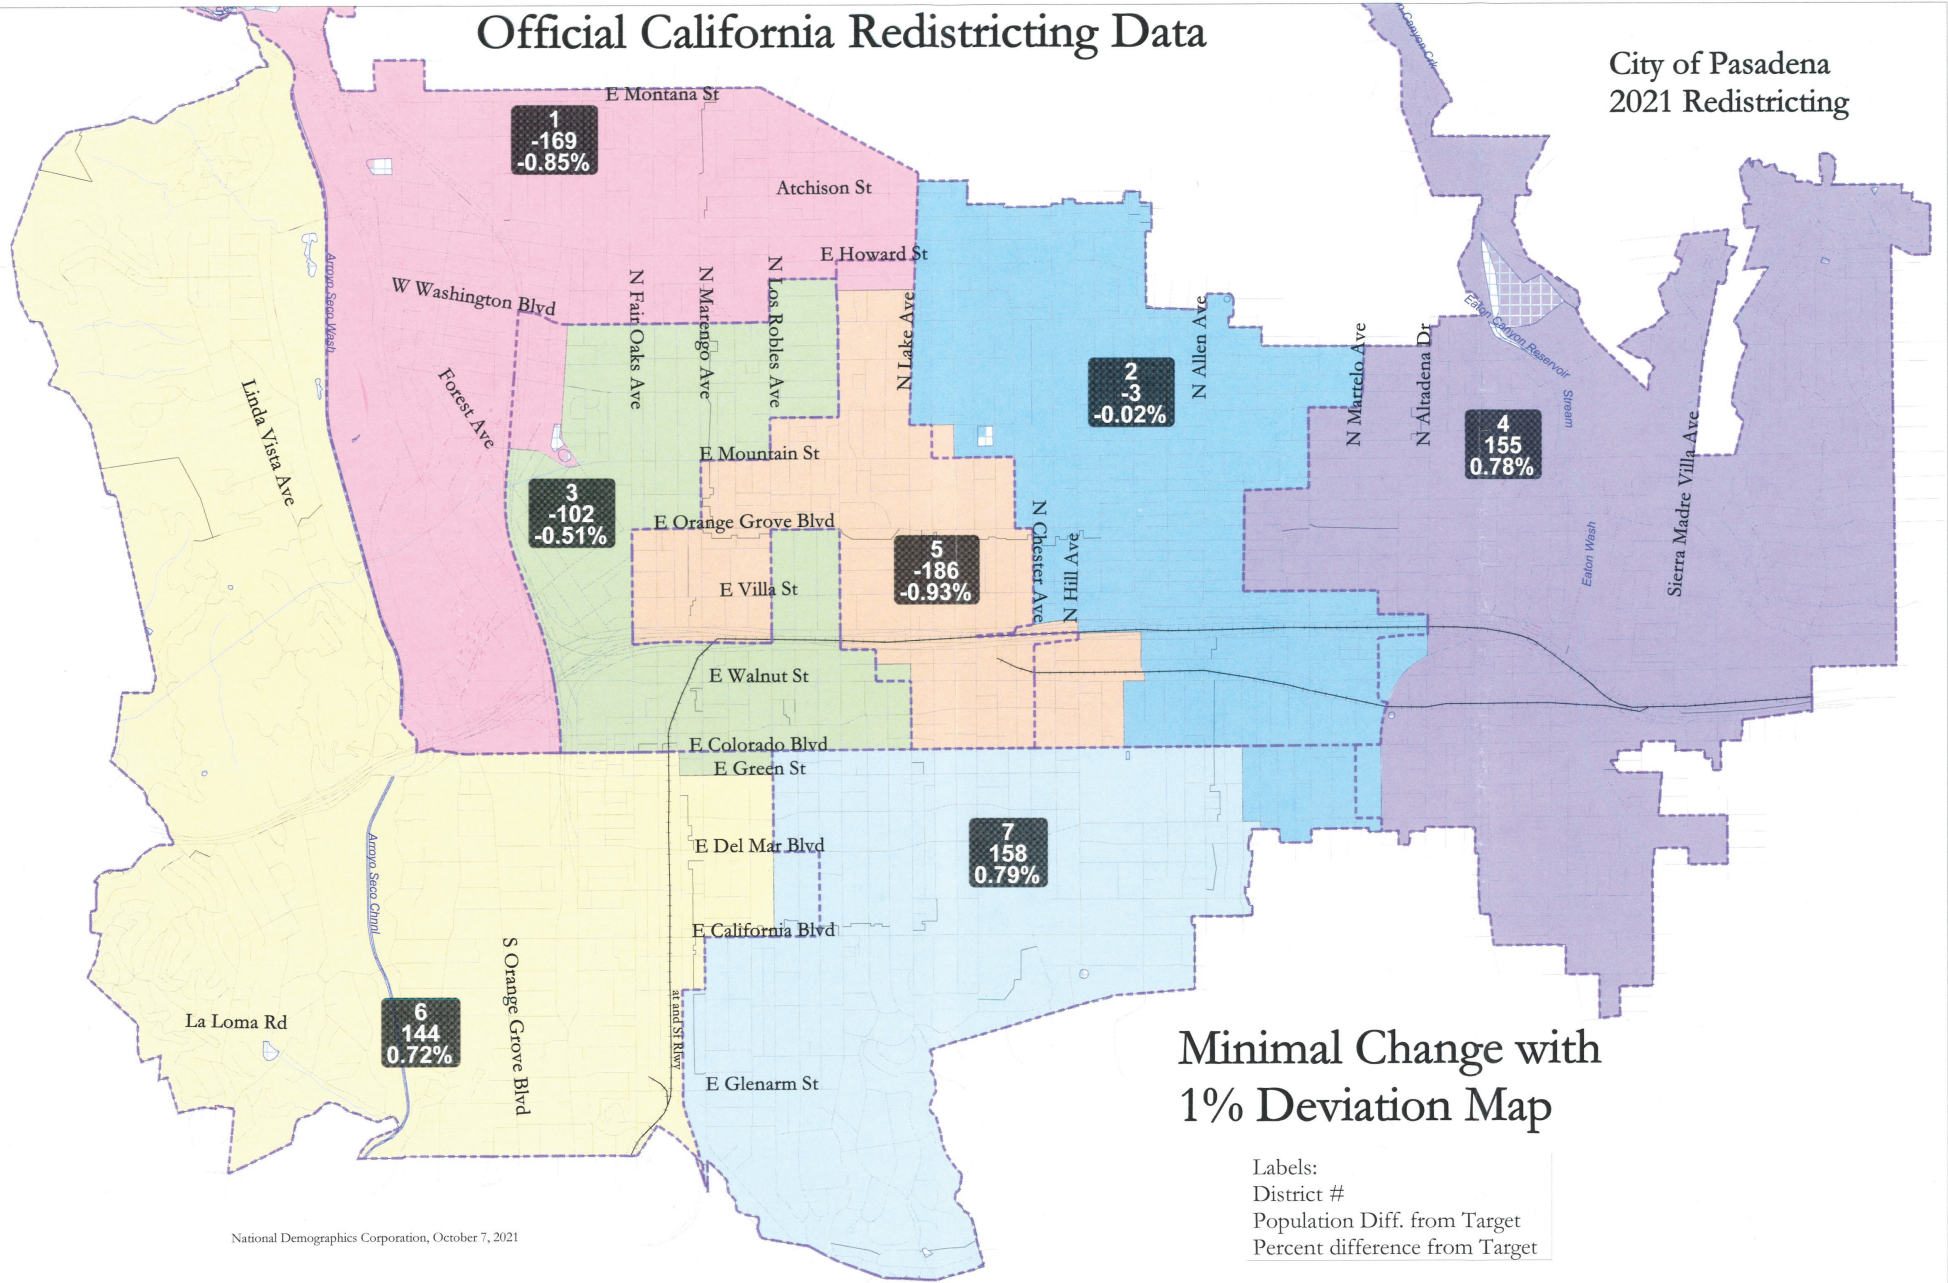 Official California Redistricting Data
City of Pasadena
2021 Redistricting
E Montana St
1
-169
-0.85%
Atchison St
E Howard St
W Washington Blvd
N Fair Oaks Ave
N Marengo Ave
N Los Robles Ave
N Lake Ave
N Allen Ave
N Martelo Ave
N Altadena Dr
Arroyo Seco Wash
Eaton Canyon Reservoir
Stream
Linda Vista Ave
Forest Ave
2
-3
-0.02%
4
155
0.78%
Sierra Madre Villa Ave
Eaton Wash
E Mountain St
3
-102
-0.51%
E Orange Grove Blvd
N Chester Ave
N Hill Ave
5
-186
-0.93%
E Villa St
E Walnut St
E Colorado Blvd
E Green St
E Del Mar Blvd
7
158
0.79%
Arroyo Seco Chnnl
E California Blvd
S Orange Grove Blvd
at and Sf Rlwy
La Loma Rd
6
144
0.72%
E Glenarm St
Minimal Change with
1% Deviation Map
Labels:
District #
Population Diff. from Target
Percent difference from Target
National Demographics Corporation, October 7, 2021